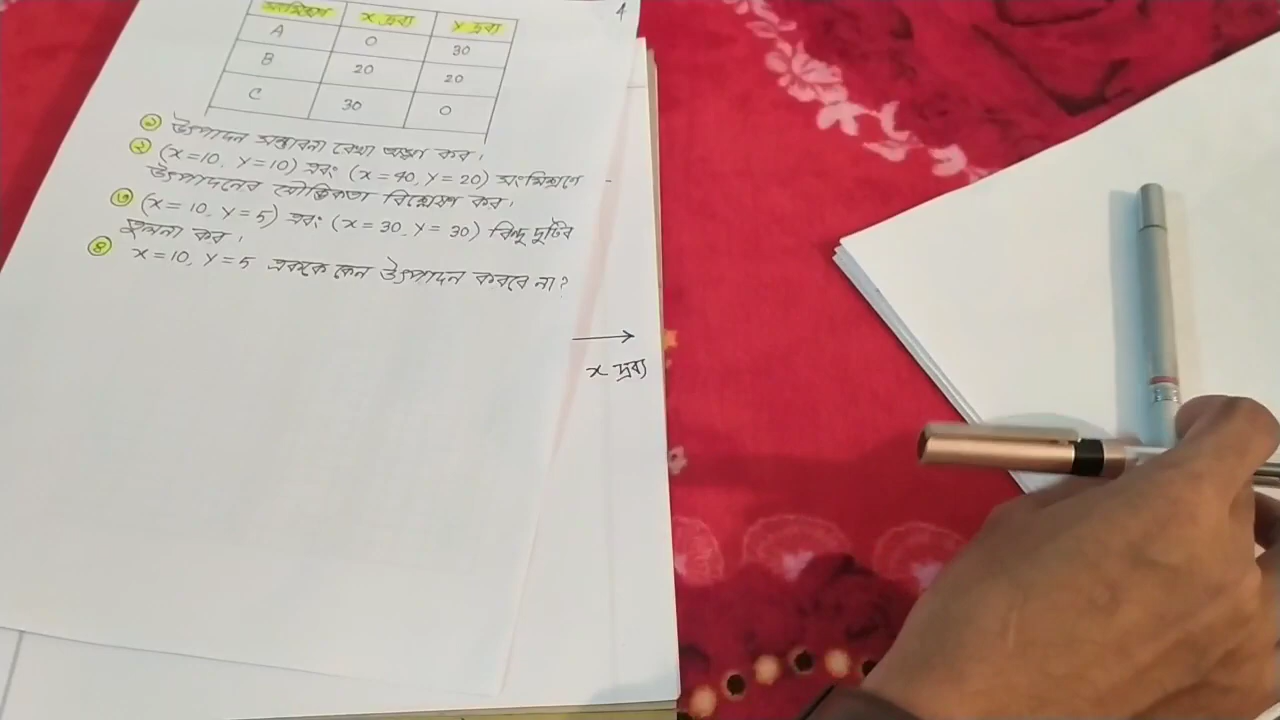 4
সংমিশ্রণ x দ্রব্য y দ্রব্য
A 0 30
B 20 20
C 30 0
১ উৎপাদন সম্ভাবনা রেখা অঙ্কন কর।
২ (x=10, y=10) এবং (x=40, y=20) সংমিশ্রণে
উৎপাদনের যৌক্তিকতা বিশ্লেষণ কর।
৩ (x=10, y=5) এবং (x=30, y=30) বিন্দু দুটির
তুলনা কর।
৪ x=10, y=5 একক কেন উৎপাদন করবে না?
x দ্রব্য